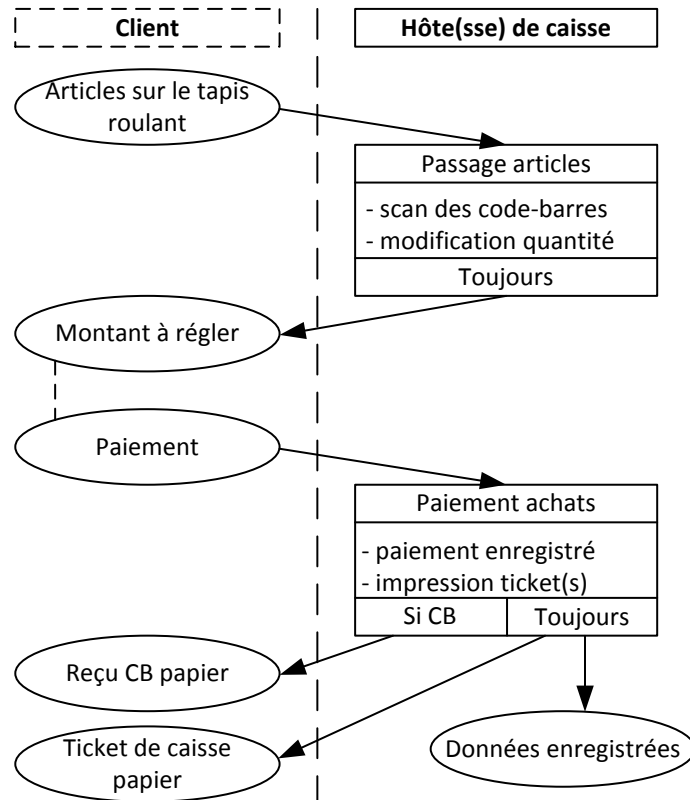 Client
Hôte(sse) de caisse
Articles sur le tapis
roulant
Passage articles
- scan des code-barres
- modification quantité
Toujours
Montant à régler
Paiement
Paiement achats
- paiement enregistré
- impression ticket(s)
Si CB
Toujours
Reçu CB papier
Ticket de caisse
papier
Données enregistrées